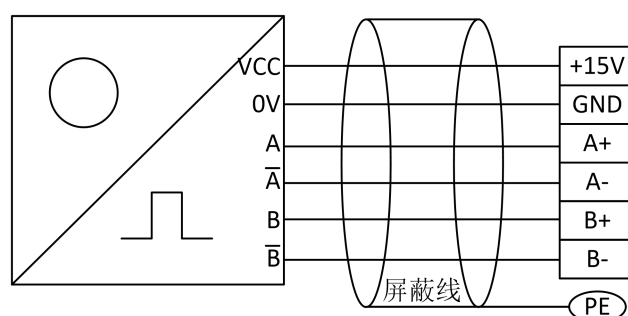 VCC +15V
0V GND
A A+
A̅ A-
B B+
B̅ B-
屏蔽线
PE